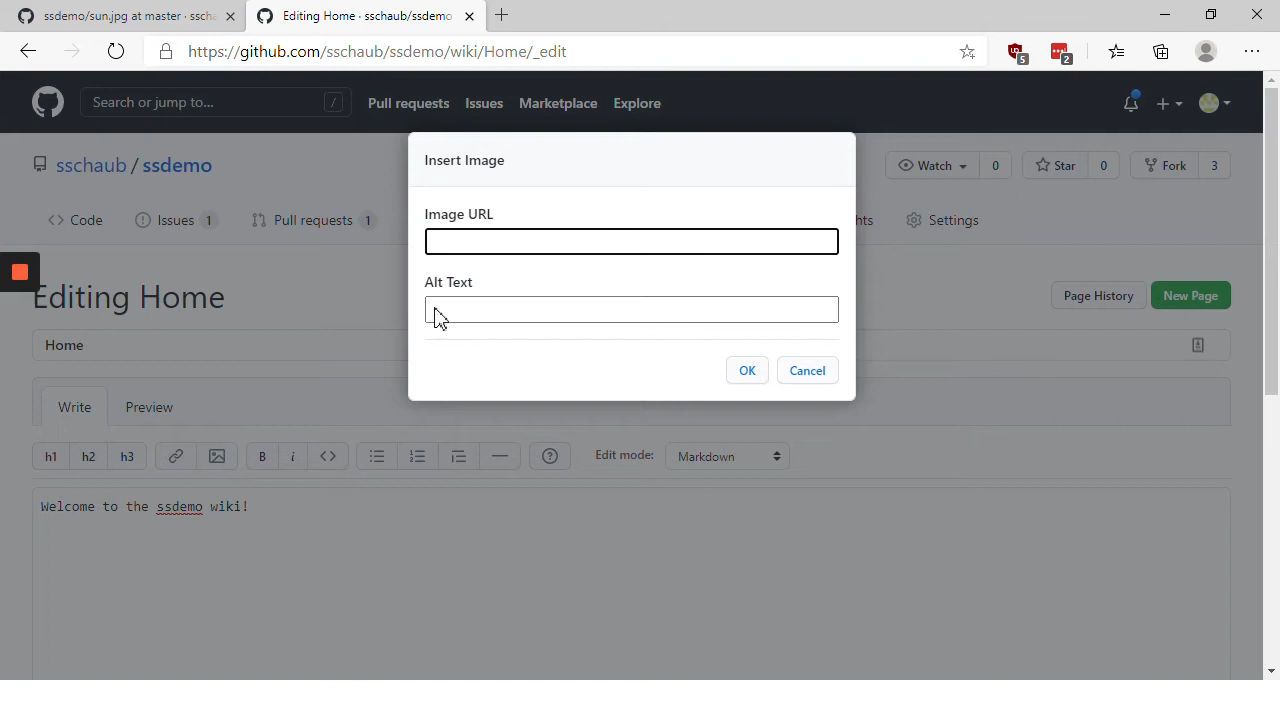 ssdemo/sun.jpg at master · sscha
Editing Home · sschaub/ssdemo
https://github.com/sschaub/ssdemo/wiki/Home/_edit
5
2
Search or jump to...
/
Pull requests
Issues
Marketplace
Explore
sschaub / ssdemo
Watch
0
Star
0
Fork
3
Code
Issues 1
Pull requests 1
hts
Settings
Insert Image
Image URL
Alt Text
OK
Cancel
Editing Home
Page History
New Page
Home
Write
Preview
h1
h2
h3
B
i
Edit mode:
Markdown
Welcome to the ssdemo wiki!